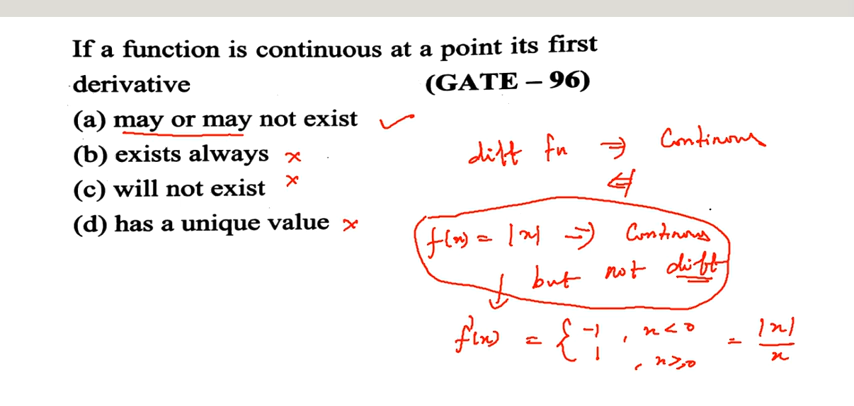 If a function is continuous at a point its first
derivative (GATE – 96)
(a) may or may not exist ✓
(b) exists always ×
(c) will not exist ×
(d) has a unique value ×
diff fn ⇒ Continuous
⇍
f(x) = |x| ⇒ Continuous
but not diff
f'(x) = { -1 , x<0 = |x|/x
1 , x>0